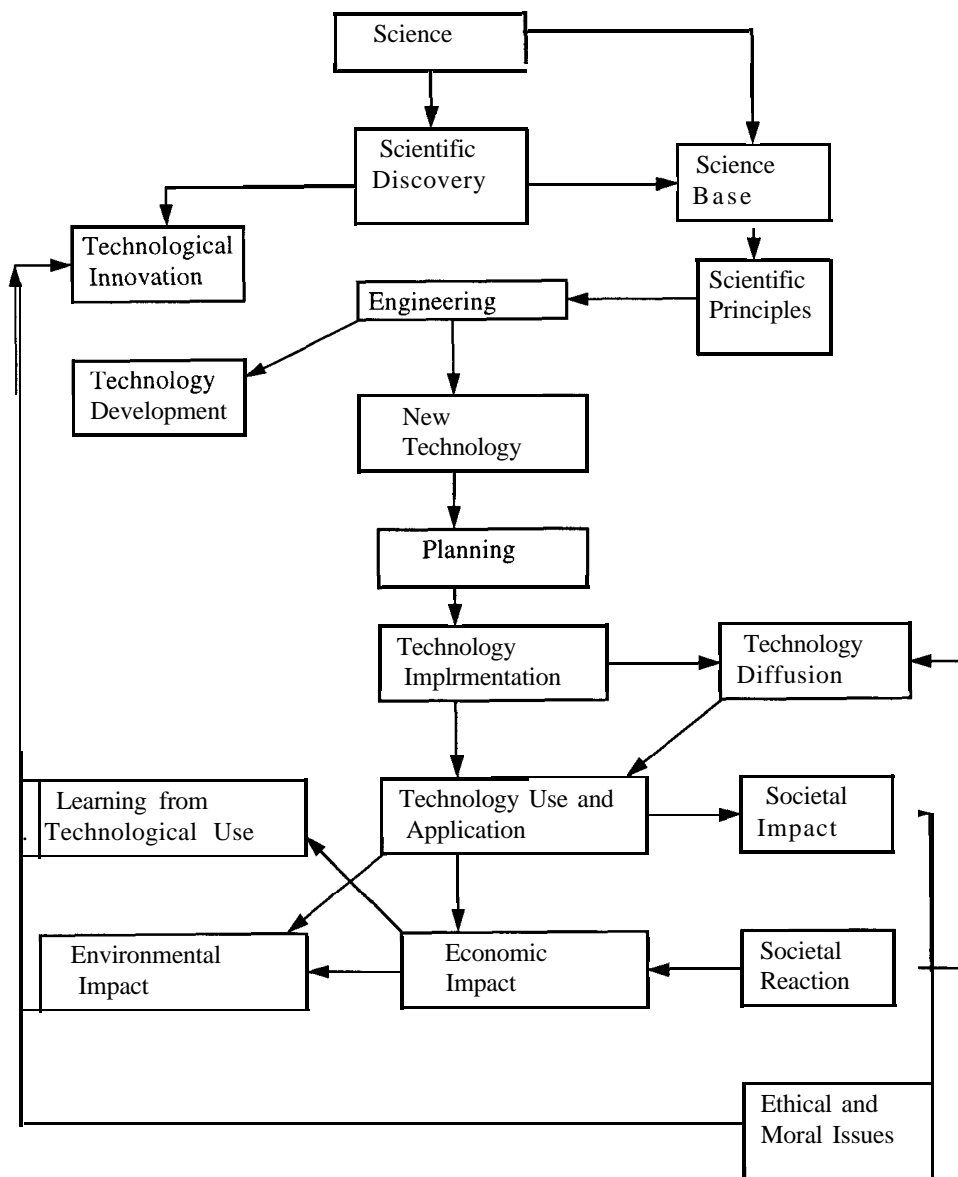 Science
Scientific
Discovery
Science
Base
Technological
Innovation
Scientific
Principles
Engineering
Technology
Development
New
Technology
Planning
Technology
Implrmentation
Technology
Diffusion
Learning from
Technological Use
Technology Use and
Application
Societal
Impact
Environmental
Impact
Economic
Impact
Societal
Reaction
Ethical and
Moral Issues